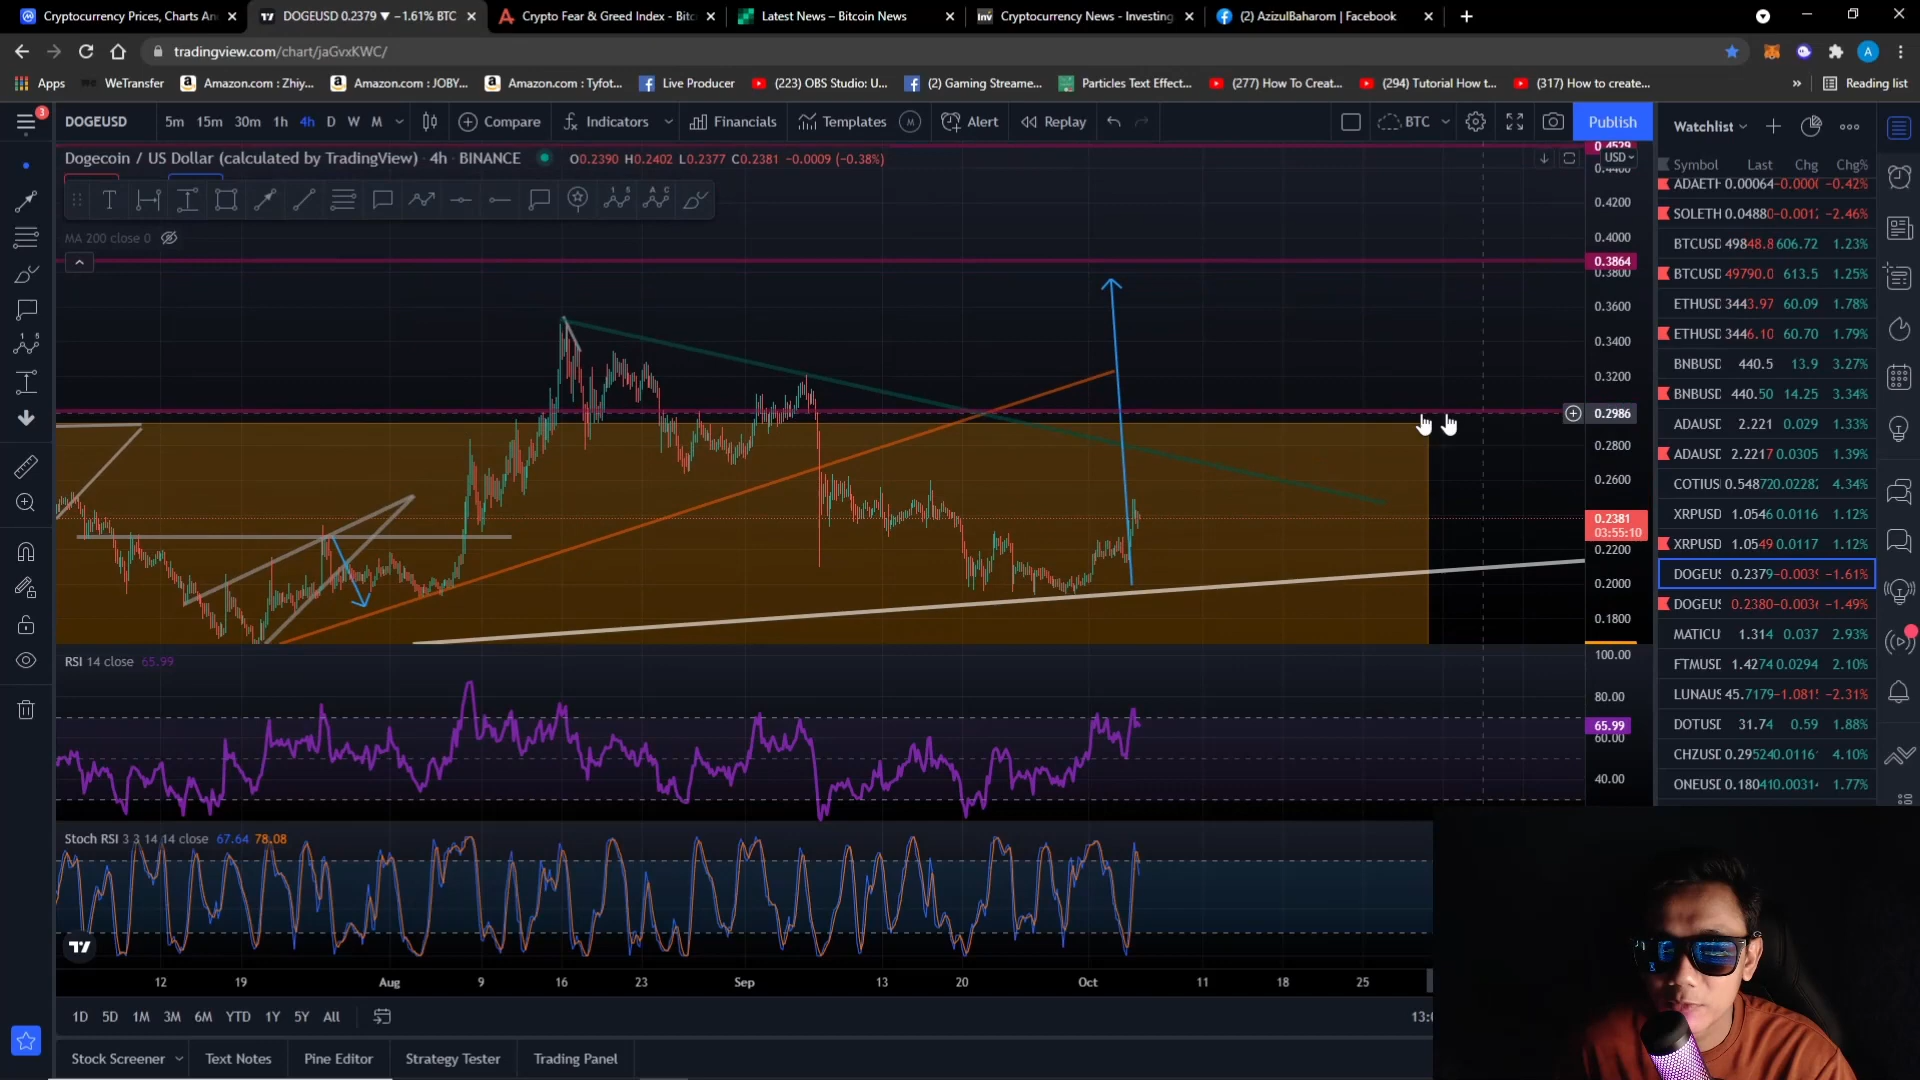 Cryptocurrency Prices, Charts An
DOGEUSD 0.2379 ▼ −1.61% BTC
Crypto Fear & Greed Index - Bitc
Latest News – Bitcoin News
Cryptocurrency News - Investing
(2) AzizulBaharom | Facebook
tradingview.com/chart/jaGvxKWC/
A
Apps
WeTransfer
Amazon.com : Zhiy...
Amazon.com : JOBY...
Amazon.com : Tyfot...
Live Producer
(223) OBS Studio: U...
(2) Gaming Streame...
Particles Text Effect...
(277) How To Creat...
(294) Tutorial How t...
(317) How to create...
»
Reading list
3
DOGEUSD
5m 15m 30m 1h 4h D W M
Compare
Indicators
Financials
Templates
M
Alert
Replay
BTC
Publish
Watchlist
Dogecoin / US Dollar (calculated by TradingView) · 4h · BINANCE
O0.2390 H0.2402 L0.2377 C0.2381 −0.0009 (−0.38%)
USD
MA 200 close 0
0.4529
0.4400
0.4200
0.4000
0.3864
0.3800
0.3600
0.3400
0.3200
0.2986
0.2800
0.2600
0.2381
03:55:10
0.2200
0.2000
0.1800
Symbol Last Chg Chg%
ADAETH 0.00064 −0.000( −0.42%
SOLETH 0.04880 −0.0012 −2.46%
BTCUSD 49848.8 606.72 1.23%
BTCUSD 49790.0 613.5 1.25%
ETHUSD 3443.97 60.09 1.78%
ETHUSD 3446.10 60.70 1.79%
BNBUSD 440.5 13.9 3.27%
BNBUSD 440.50 14.25 3.34%
ADAUSD 2.221 0.029 1.33%
ADAUSD 2.2217 0.0305 1.39%
COTIUS 0.54872 0.02282 4.34%
XRPUSD 1.0546 0.0116 1.12%
XRPUSD 1.0549 0.0117 1.12%
DOGEUS 0.2379 −0.0039 −1.61%
DOGEUS 0.2380 −0.0036 −1.49%
MATICU 1.314 0.037 2.93%
FTMUSD 1.4274 0.0294 2.10%
LUNAUS 45.7179 −1.0815 −2.31%
DOTUSD 31.74 0.59 1.88%
CHZUSD 0.29524 0.0116 4.10%
ONEUSD 0.18041 0.00314 1.77%
RSI 14 close 65.99
100.00
80.00
65.99
60.00
40.00
Stoch RSI 3 3 14 14 close 67.64 78.08
12 19 Aug 9 16 23 Sep 13 20 Oct 11 18 25
1D 5D 1M 3M 6M YTD 1Y 5Y All
Stock Screener
Text Notes
Pine Editor
Strategy Tester
Trading Panel